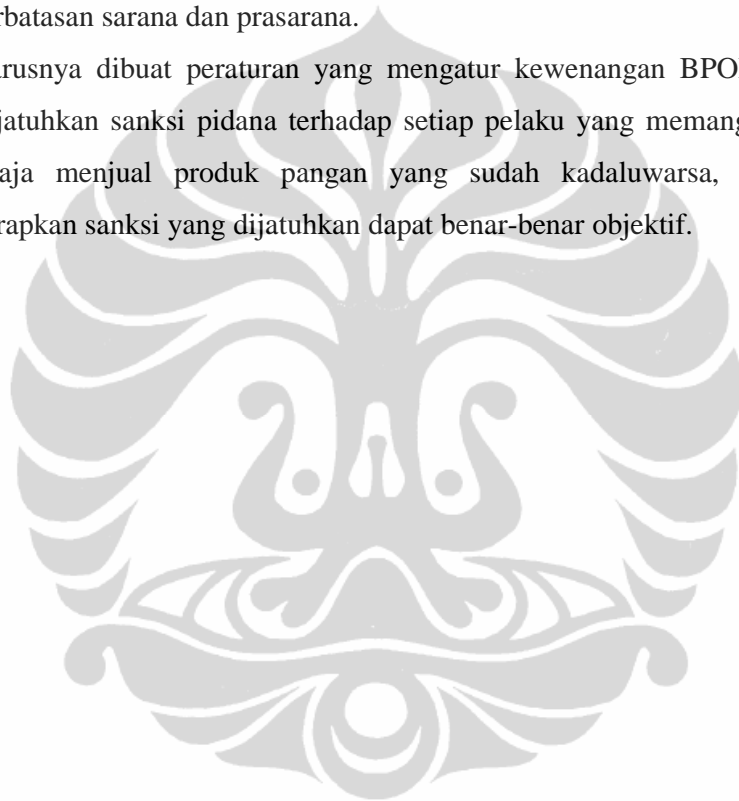 rbatasan sarana dan prasarana.
arusnya dibuat peraturan yang mengatur kewenangan BPO
jatuhkan sanksi pidana terhadap setiap pelaku yang memang
aja menjual produk pangan yang sudah kadaluwarsa,
rapkan sanksi yang dijatuhkan dapat benar-benar objektif.